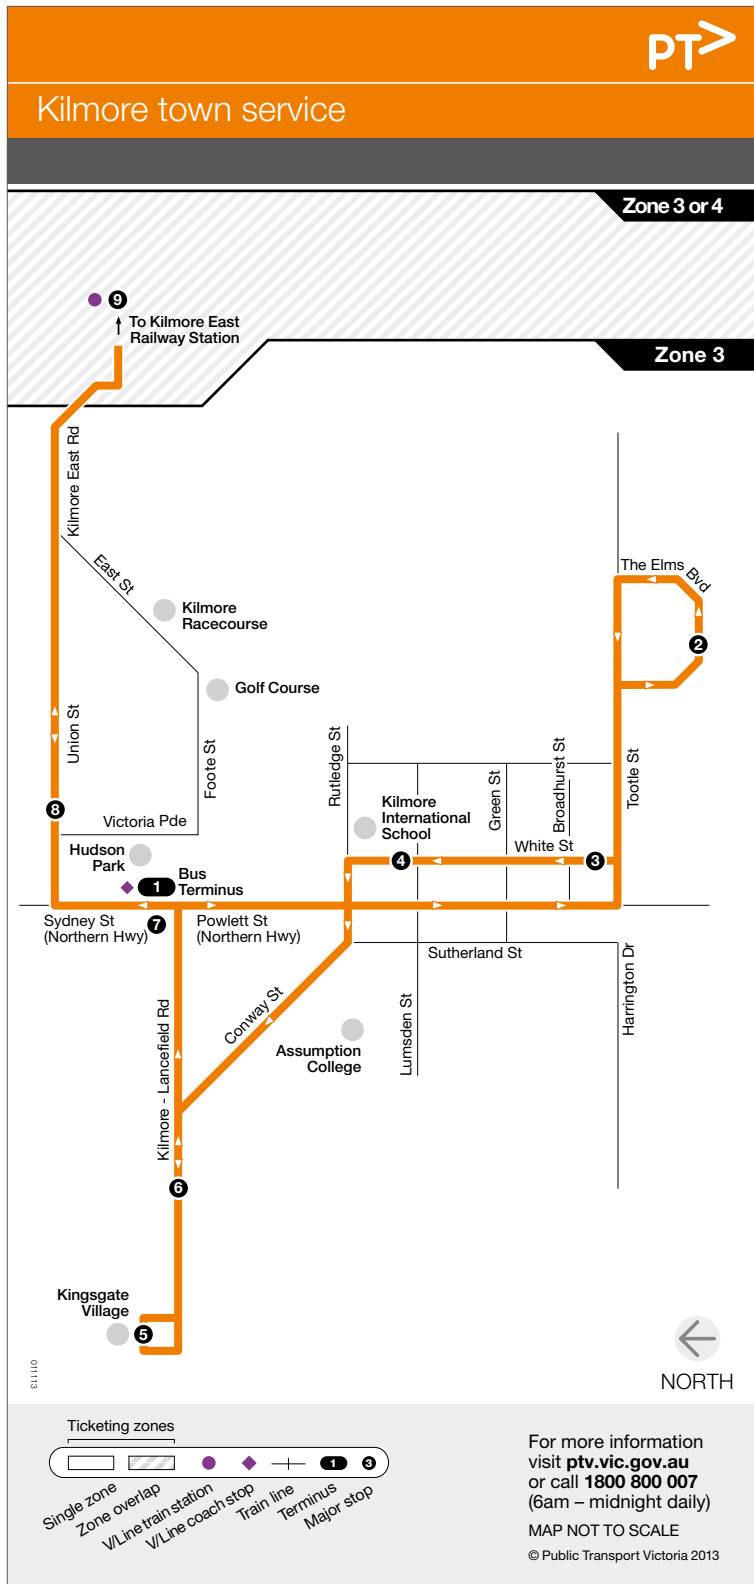 PT>
Kilmore town service
Zone 3 or 4
9
To Kilmore East
Railway Station
Zone 3
Kilmore East Rd
East St
The Elms
Bvd
Kilmore
Racecourse
2
Golf Course
Union St
Foote St
Rutledge St
Green St
Broadhurst St
Tootle St
8
Victoria Pde
Kilmore
International
School
White St
Hudson
Park
4
3
1
Bus
Terminus
Sydney St
(Northern Hwy)
7
Powlett St
(Northern Hwy)
Sutherland St
Harrington Dr
Conway St
Lumsden St
Kilmore - Lancefield Rd
Assumption
College
6
Kingsgate
Village
5
011113
NORTH
Ticketing zones
1
3
Single zone
Zone overlap
V/Line train station
V/Line coach stop
Train line
Terminus
Major stop
For more information
visit ptv.vic.gov.au
or call 1800 800 007
(6am – midnight daily)
MAP NOT TO SCALE
© Public Transport Victoria 2013